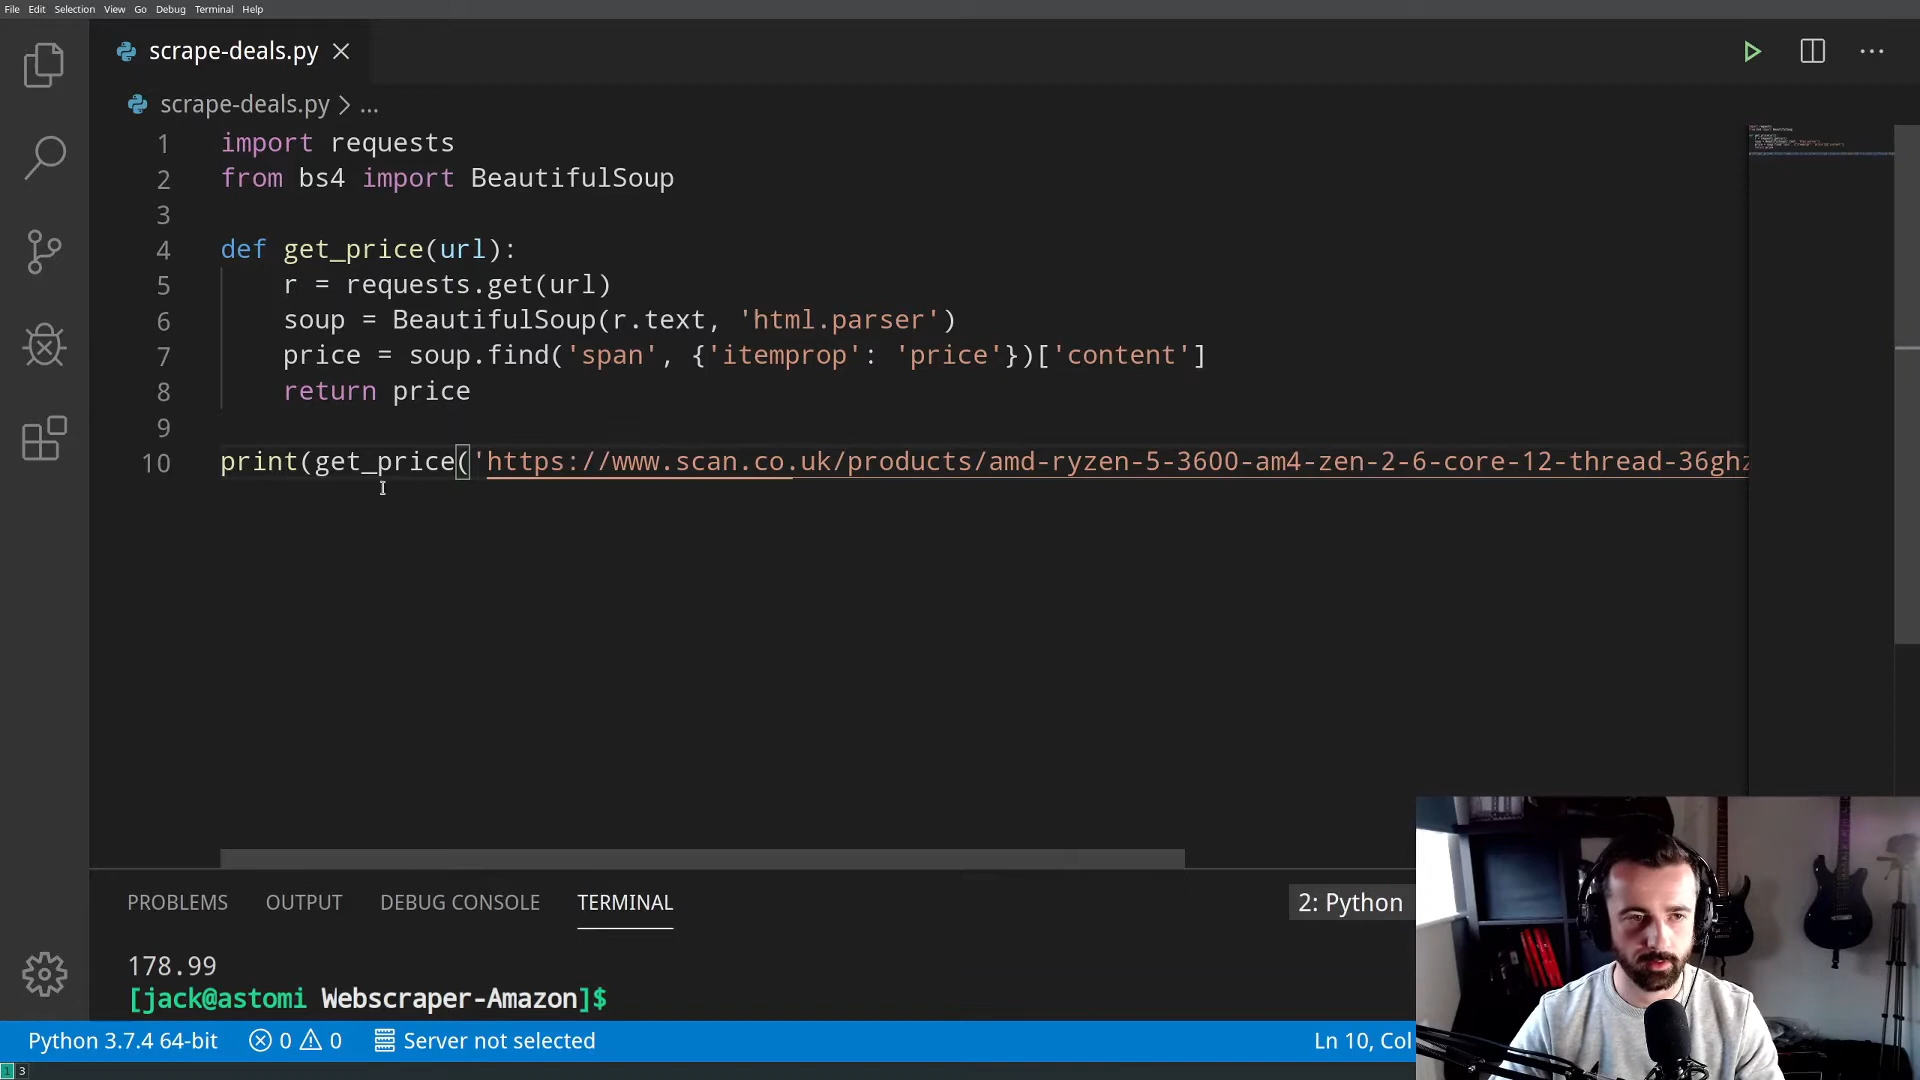 File Edit Selection View Go Debug Terminal Help
scrape-deals.py
scrape-deals.py > ...
1 import requests
2 from bs4 import BeautifulSoup
3
4 def get_price(url):
5 r = requests.get(url)
6 soup = BeautifulSoup(r.text, 'html.parser')
7 price = soup.find('span', {'itemprop': 'price'})['content']
8 return price
9
10 print(get_price('https://www.scan.co.uk/products/amd-ryzen-5-3600-am4-zen-2-6-core-12-thread-36ghz
PROBLEMS OUTPUT DEBUG CONSOLE TERMINAL 2: Python
178.99
[jack@astomi Webscraper-Amazon]$
Python 3.7.4 64-bit 0 0 Server not selected Ln 10, Col
1 3